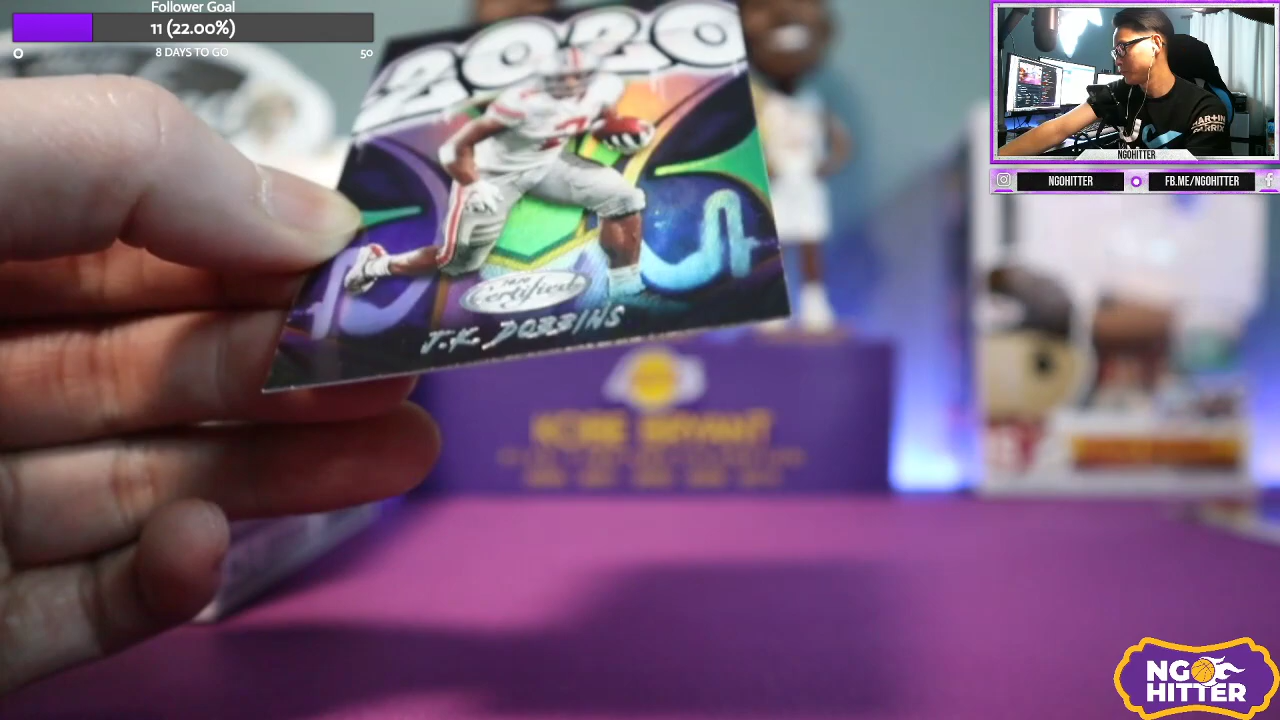 Follower Goal
11 (22.00%)
0 8 DAYS TO GO 50
2020
2020 Certified
J.K. DOBBINS
KOBE BRYANT
NGOHITTER
NGOHITTER FB.ME/NGOHITTER
NGO
HITTER